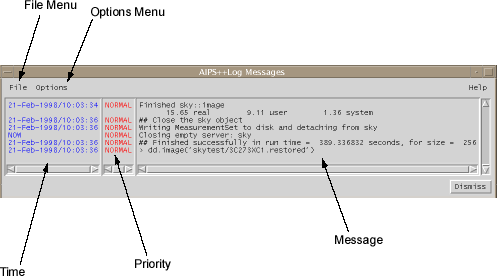 File Menu
Options Menu
AIPS++Log Messages
File Options Help
21-Feb-1998/10:03:34 NORMAL Finished sky::image
15.65 real 9.11 user 1.36 system
21-Feb-1998/10:03:36 NORMAL ## Close the sky object
21-Feb-1998/10:03:36 NORMAL Writing MeasurementSet to disk and detaching from sky
NOW NORMAL Closing empty server: sky
21-Feb-1998/10:03:36 NORMAL ## Finished successfully in run time = 389.336832 seconds, for size = 256
21-Feb-1998/10:03:36 NORMAL > dd.image('skytest/3C273XC1.restored')
Dismiss
Time
Priority
Message